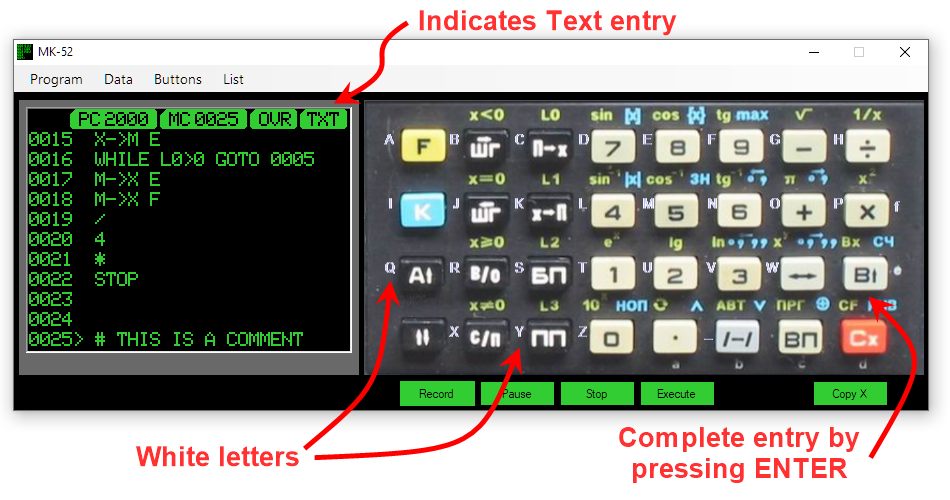 Indicates Text entry
MK-52
Program Data Buttons List
PC 2000 MC 0025 OVR TXT
0015 X->M E
0016 WHILE L0>0 GOTO 0005
0017 M->X E
0018 M->X F
0019 /
0020 4
0021 *
0022 STOP
0023
0024
0025> # THIS IS A COMMENT
x<0 L0 sin [x] cos {x} tg max √ 1/x
A F B ШГ C П→x D 7 E 8 F 9 G − H ÷
x=0 L1 sin⁻¹ |x| cos⁻¹ ЗН tg⁻¹ π x²
I K J ШГ K x→П L 4 M 5 N 6 O + P X f
x≥0 L2 eˣ lg ln xʸ Bx СЧ
Q А↑ R В/о S БП T 1 U 2 V 3 W ↔ В↑ e
x≠0 L3 10ˣ НОП АВТ ПРГ CF
↑↓ X С/п Y ПП Z 0 · /–/ ВП Cx
a b c d
Record Pause Stop Execute Copy X
White letters
Complete entry by
pressing ENTER